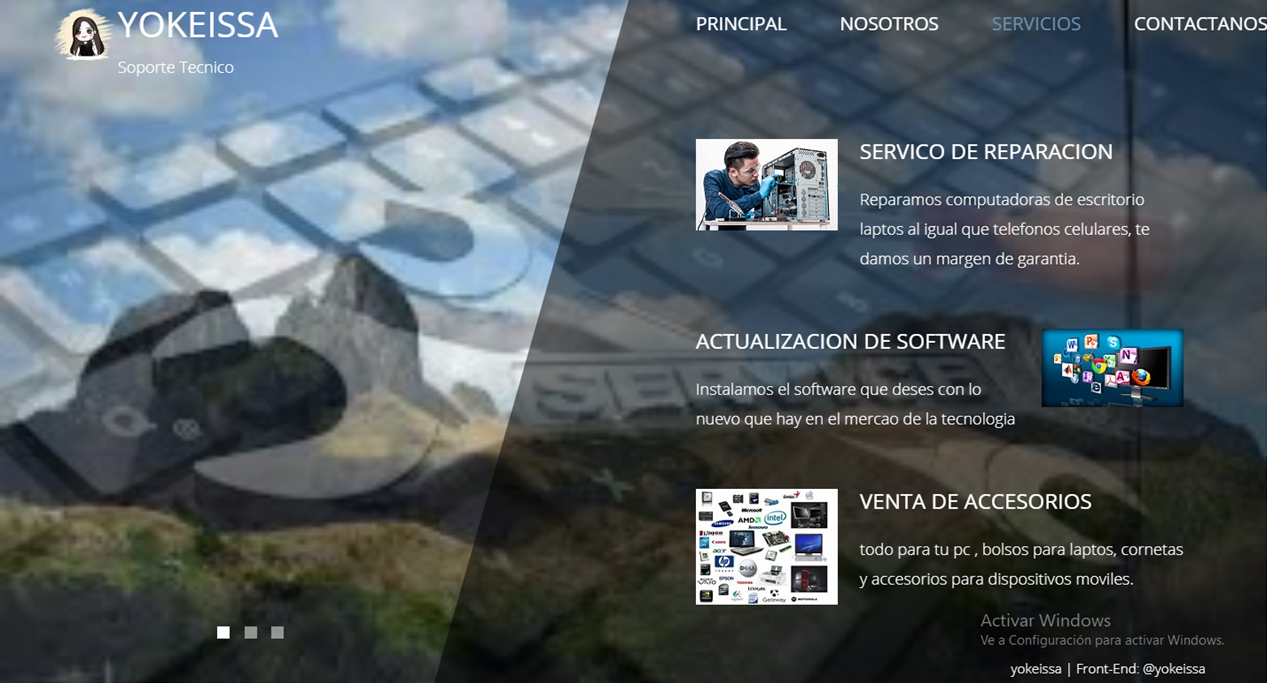 YOKEISSA
Soporte Tecnico
PRINCIPAL NOSOTROS SERVICIOS CONTACTANOS
SERVICO DE REPARACION
Reparamos computadoras de escritorio
laptos al igual que telefonos celulares, te
damos un margen de garantia.
ACTUALIZACION DE SOFTWARE
Instalamos el software que deses con lo
nuevo que hay en el mercao de la tecnologia
VENTA DE ACCESORIOS
todo para tu pc , bolsos para laptos, cornetas
y accesorios para dispositivos moviles.
Activar Windows
Ve a Configuración para activar Windows.
yokeissa | Front-End: @yokeissa